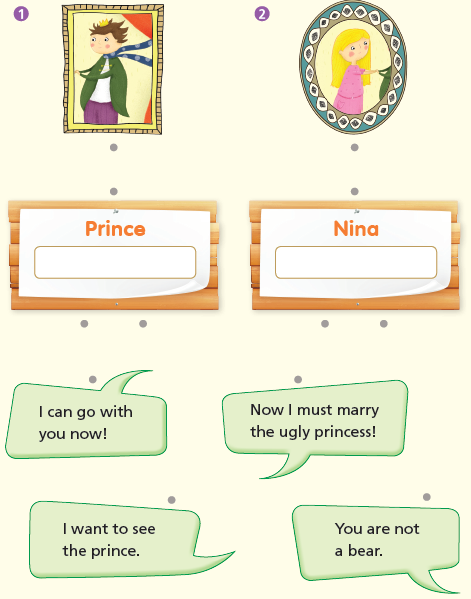 1
2
Prince
Nina
I can go with
you now!
Now I must marry
the ugly princess!
I want to see
the prince.
You are not
a bear.